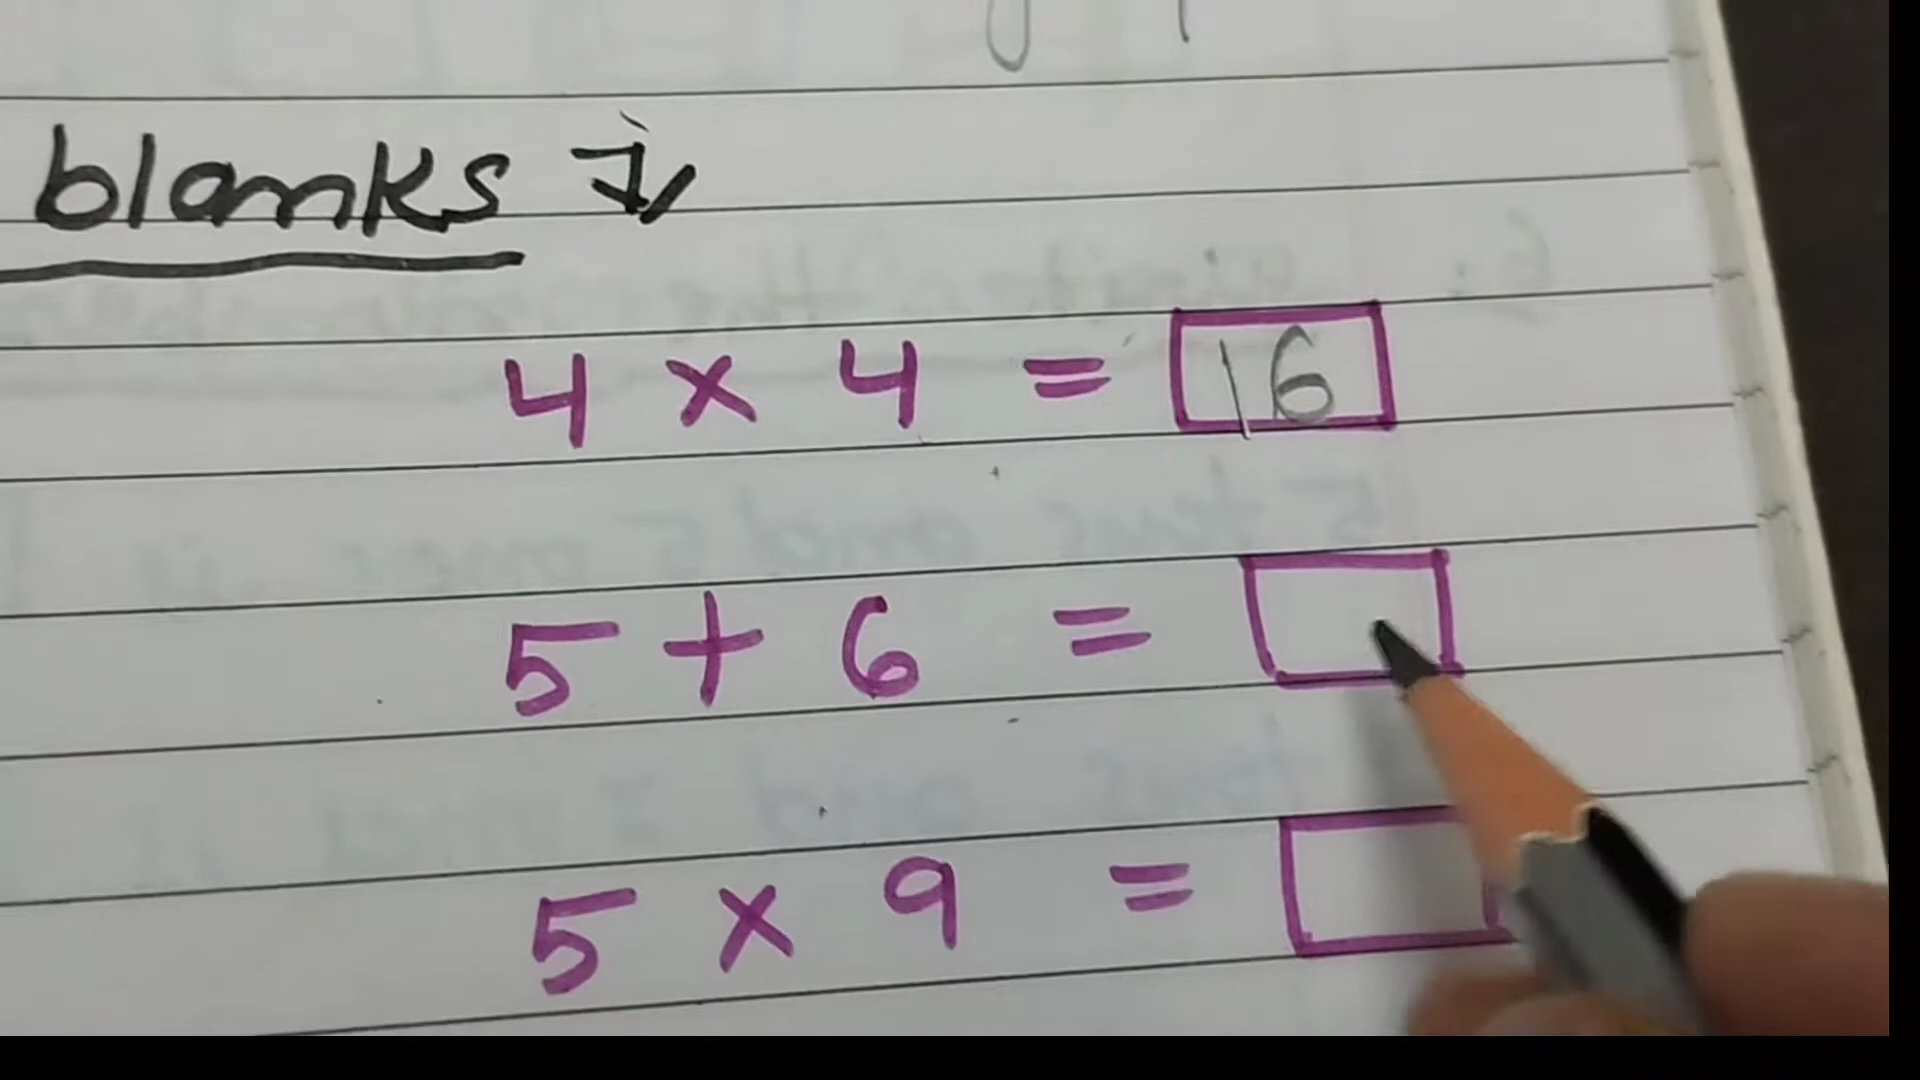 blanks
4 × 4 = 16
5 + 6 =
5 × 9 =